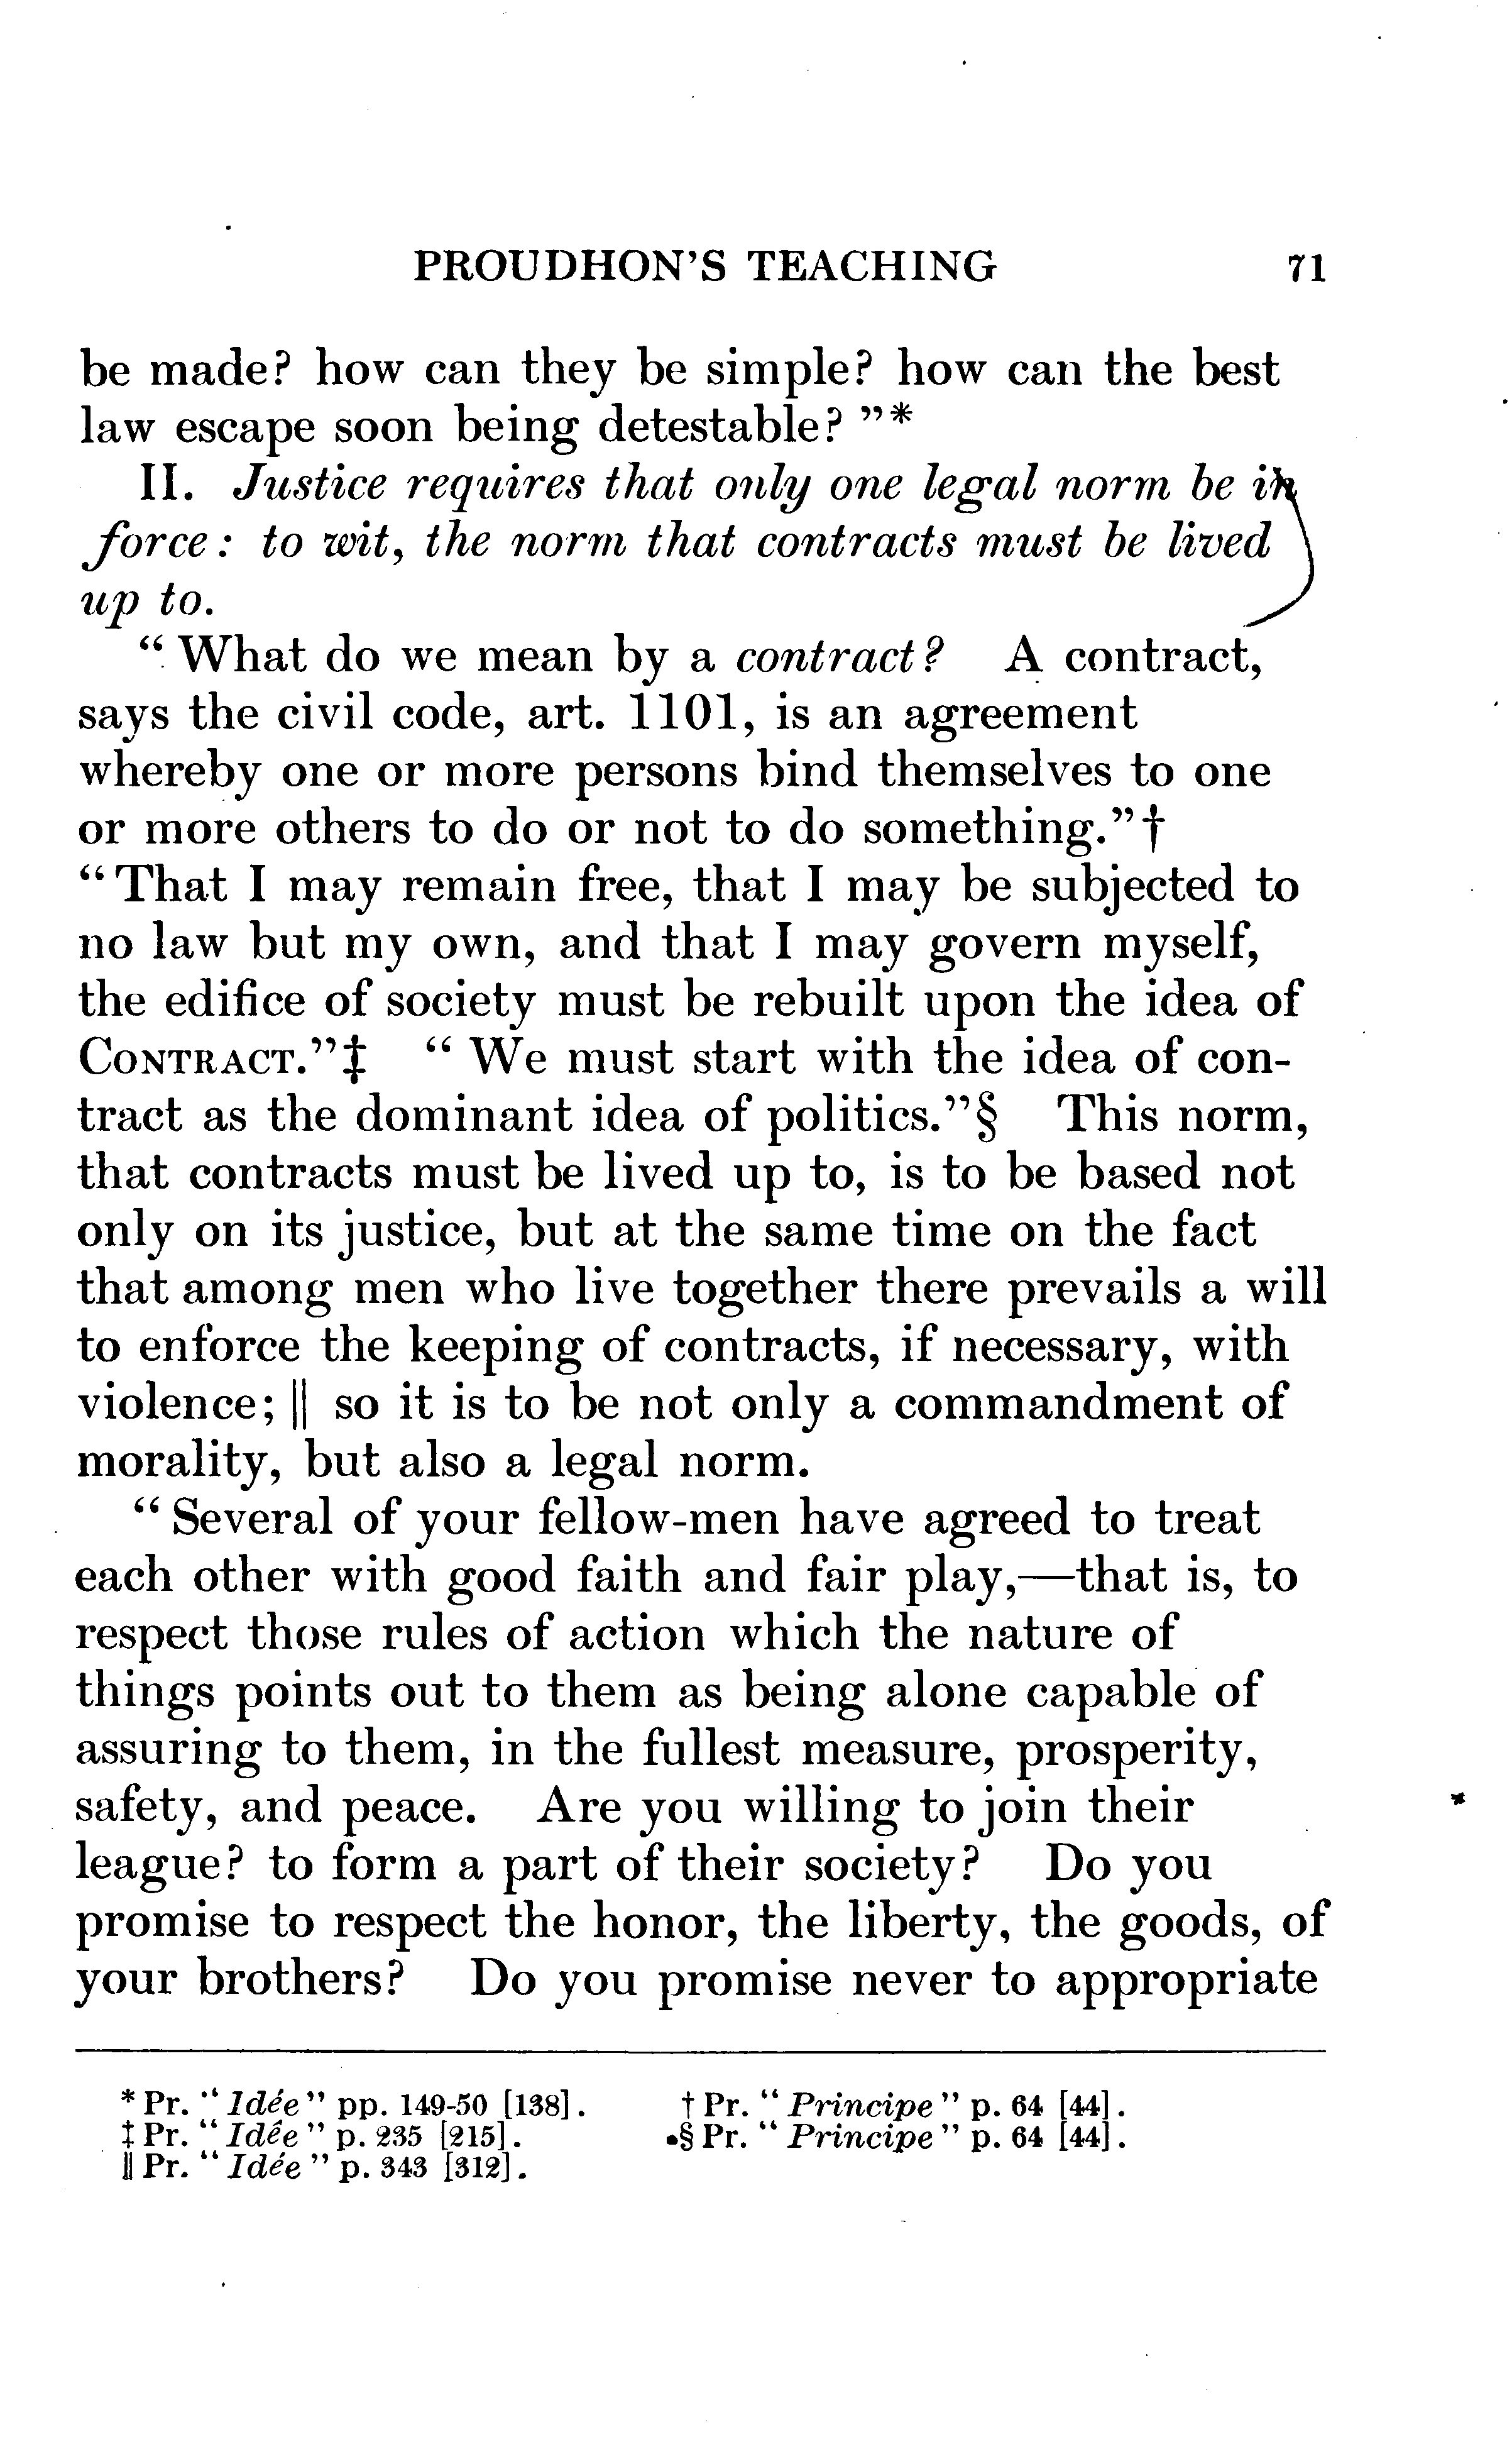 PROUDHON'S TEACHING 71
be made? how can they be simple? how can the best
law escape soon being detestable? "*
II. Justice requires that only one legal norm be in
force: to wit, the norm that contracts must be lived
up to.
"What do we mean by a contract? A contract,
says the civil code, art. 1101, is an agreement
whereby one or more persons bind themselves to one
or more others to do or not to do something."†
"That I may remain free, that I may be subjected to
no law but my own, and that I may govern myself,
the edifice of society must be rebuilt upon the idea of
CONTRACT."‡ "We must start with the idea of con-
tract as the dominant idea of politics."§ This norm,
that contracts must be lived up to, is to be based not
only on its justice, but at the same time on the fact
that among men who live together there prevails a will
to enforce the keeping of contracts, if necessary, with
violence; || so it is to be not only a commandment of
morality, but also a legal norm.
"Several of your fellow-men have agreed to treat
each other with good faith and fair play,—that is, to
respect those rules of action which the nature of
things points out to them as being alone capable of
assuring to them, in the fullest measure, prosperity,
safety, and peace. Are you willing to join their
league? to form a part of their society? Do you
promise to respect the honor, the liberty, the goods, of
your brothers? Do you promise never to appropriate
* Pr. "Idée" pp. 149-50 [138]. † Pr. "Principe" p. 64 [44].
‡ Pr. "Idée" p. 235 [215]. § Pr. "Principe" p. 64 [44].
|| Pr. "Idée" p. 343 [312].